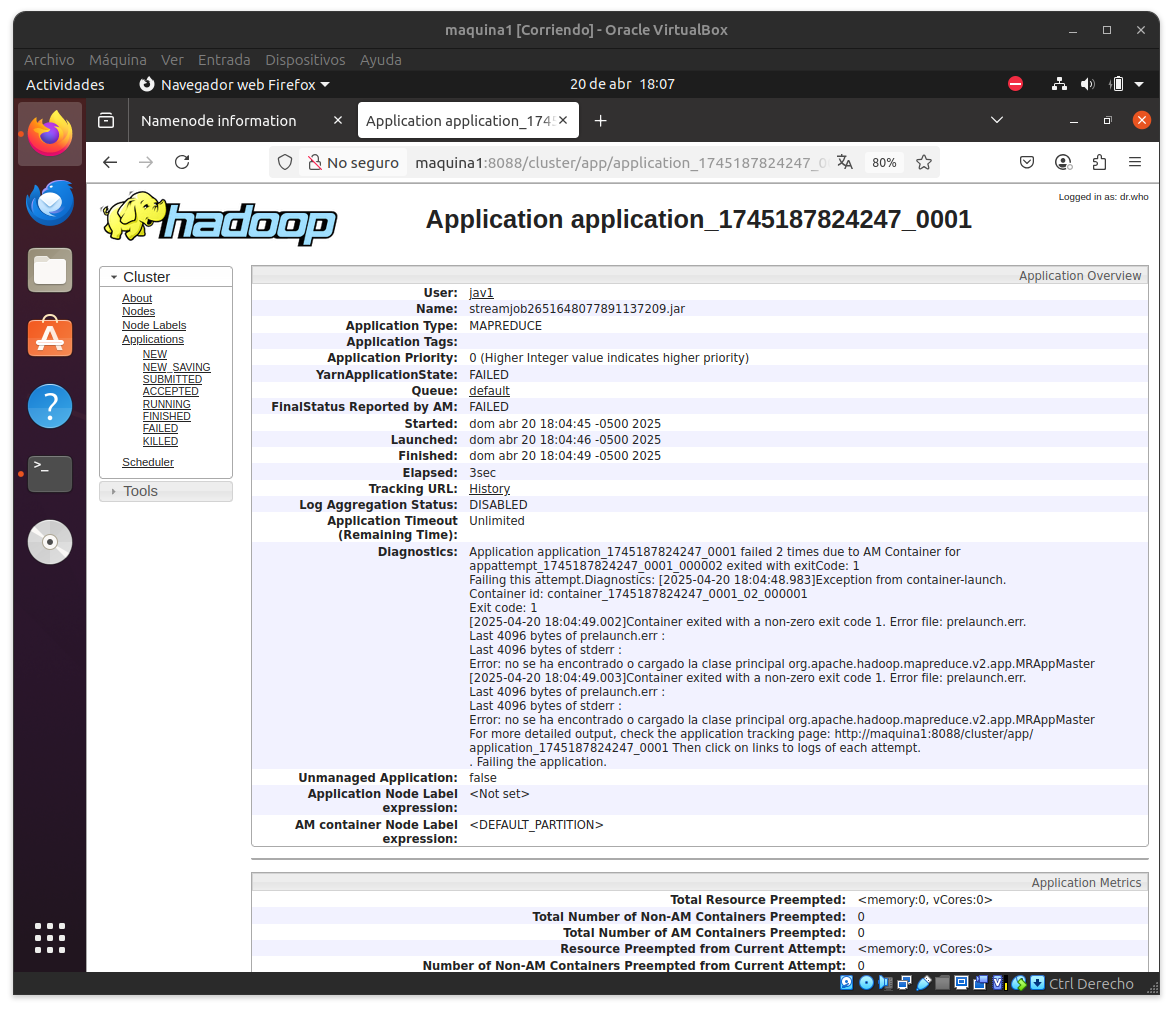 maquina1 [Corriendo] - Oracle VirtualBox
Archivo Máquina Ver Entrada Dispositivos Ayuda
Actividades Navegador web Firefox 20 de abr 18:07
Namenode information Application application_174
No seguro maquina1:8088/cluster/app/application_1745187824247_0 80%
Logged in as: dr.who
hadoop
Application application_1745187824247_0001
Cluster
About
Nodes
Node Labels
Applications
NEW
NEW_SAVING
SUBMITTED
ACCEPTED
RUNNING
FINISHED
FAILED
KILLED
Scheduler
Tools
Application Overview
User: jav1
Name: streamjob2651648077891137209.jar
Application Type: MAPREDUCE
Application Tags:
Application Priority: 0 (Higher Integer value indicates higher priority)
YarnApplicationState: FAILED
Queue: default
FinalStatus Reported by AM: FAILED
Started: dom abr 20 18:04:45 -0500 2025
Launched: dom abr 20 18:04:46 -0500 2025
Finished: dom abr 20 18:04:49 -0500 2025
Elapsed: 3sec
Tracking URL: History
Log Aggregation Status: DISABLED
Application Timeout Unlimited
(Remaining Time):
Diagnostics: Application application_1745187824247_0001 failed 2 times due to AM Container for
appattempt_1745187824247_0001_000002 exited with exitCode: 1
Failing this attempt.Diagnostics: [2025-04-20 18:04:48.983]Exception from container-launch.
Container id: container_1745187824247_0001_02_000001
Exit code: 1
[2025-04-20 18:04:49.002]Container exited with a non-zero exit code 1. Error file: prelaunch.err.
Last 4096 bytes of prelaunch.err :
Last 4096 bytes of stderr :
Error: no se ha encontrado o cargado la clase principal org.apache.hadoop.mapreduce.v2.app.MRAppMaster
[2025-04-20 18:04:49.003]Container exited with a non-zero exit code 1. Error file: prelaunch.err.
Last 4096 bytes of prelaunch.err :
Last 4096 bytes of stderr :
Error: no se ha encontrado o cargado la clase principal org.apache.hadoop.mapreduce.v2.app.MRAppMaster
For more detailed output, check the application tracking page: http://maquina1:8088/cluster/app/
application_1745187824247_0001 Then click on links to logs of each attempt.
. Failing the application.
Unmanaged Application: false
Application Node Label <Not set>
expression:
AM container Node Label <DEFAULT_PARTITION>
expression:
Application Metrics
Total Resource Preempted: <memory:0, vCores:0>
Total Number of Non-AM Containers Preempted: 0
Total Number of AM Containers Preempted: 0
Resource Preempted from Current Attempt: <memory:0, vCores:0>
Number of Non-AM Containers Preempted from Current Attempt: 0
Ctrl Derecho